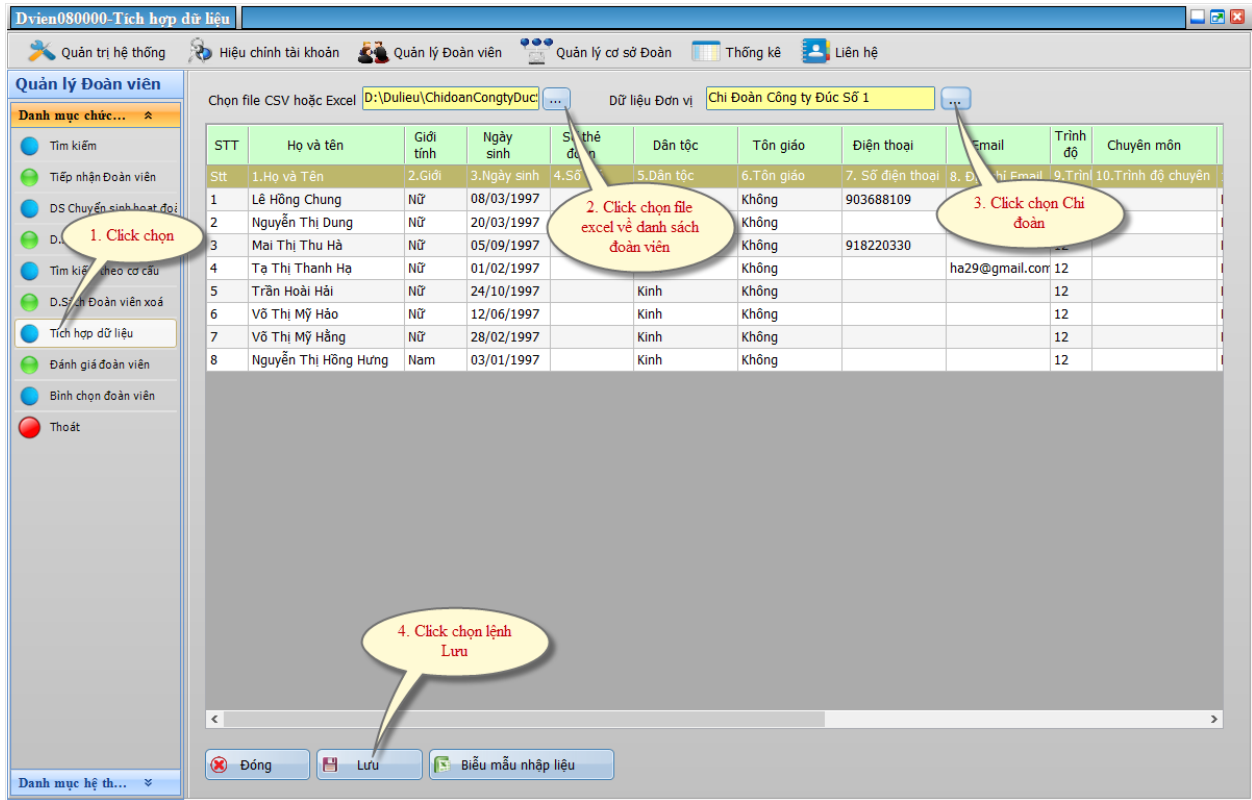 Dvien080000-Tích hợp dữ liệu
Quản trị hệ thống Hiệu chỉnh tài khoản Quản lý Đoàn viên Quản lý cơ sở Đoàn Thống kê Liên hệ
Quản lý Đoàn viên
Danh mục chức...
Tìm kiếm
Tiếp nhận Đoàn viên
DS Chuyển sinh hoạt đoà
Tìm kiếm theo cơ cấu
D.Sách Đoàn viên xoá
Tích hợp dữ liệu
Đánh giá đoàn viên
Bình chọn đoàn viên
Thoát
Danh mục hệ th...
1. Click chọn
Chọn file CSV hoặc Excel D:\Dulieu\ChidoanCongtyDuc: ... Dữ liệu Đơn vị Chi Đoàn Công ty Đúc Số 1 ...
STT Họ và tên Giới tính Ngày sinh Số thẻ đoàn Dân tộc Tôn giáo Điện thoại Email Trình độ Chuyên môn
Stt 1.Họ và Tên 2.Giới 3.Ngày sinh 4.Số 5.Dân tộc 6.Tôn giáo 7. Số điện thoại 8. Địa chỉ Email 9.Trìnl 10.Trình độ chuyên
1 Lê Hồng Chung Nữ 08/03/1997 Không 903688109
2 Nguyễn Thị Dung Nữ 20/03/1997 Không
3 Mai Thị Thu Hà Nữ 05/09/1997 Không 918220330 12
4 Tạ Thị Thanh Hạ Nữ 01/02/1997 Không ha29@gmail.com 12
5 Trần Hoài Hải Nữ 24/10/1997 Kinh Không 12
6 Võ Thị Mỹ Hảo Nữ 12/06/1997 Kinh Không 12
7 Võ Thị Mỹ Hằng Nữ 28/02/1997 Kinh Không 12
8 Nguyễn Thị Hồng Hưng Nam 03/01/1997 Kinh Không 12
2. Click chọn file
excel về danh sách
đoàn viên
3. Click chọn Chi
đoàn
4. Click chọn lệnh
Lưu
Đóng Lưu Biểu mẫu nhập liệu